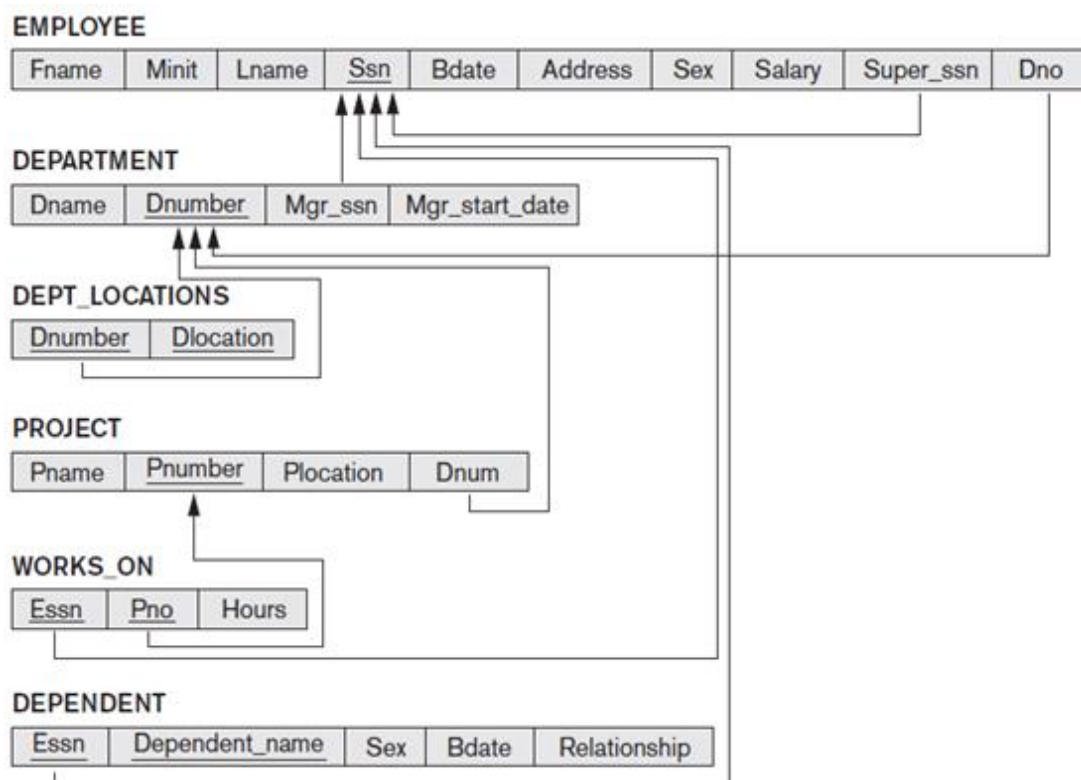 EMPLOYEE
Fname Minit Lname Ssn Bdate Address Sex Salary Super_ssn Dno
DEPARTMENT
Dname Dnumber Mgr_ssn Mgr_start_date
DEPT_LOCATIONS
Dnumber Dlocation
PROJECT
Pname Pnumber Plocation Dnum
WORKS_ON
Essn Pno Hours
DEPENDENT
Essn Dependent_name Sex Bdate Relationship